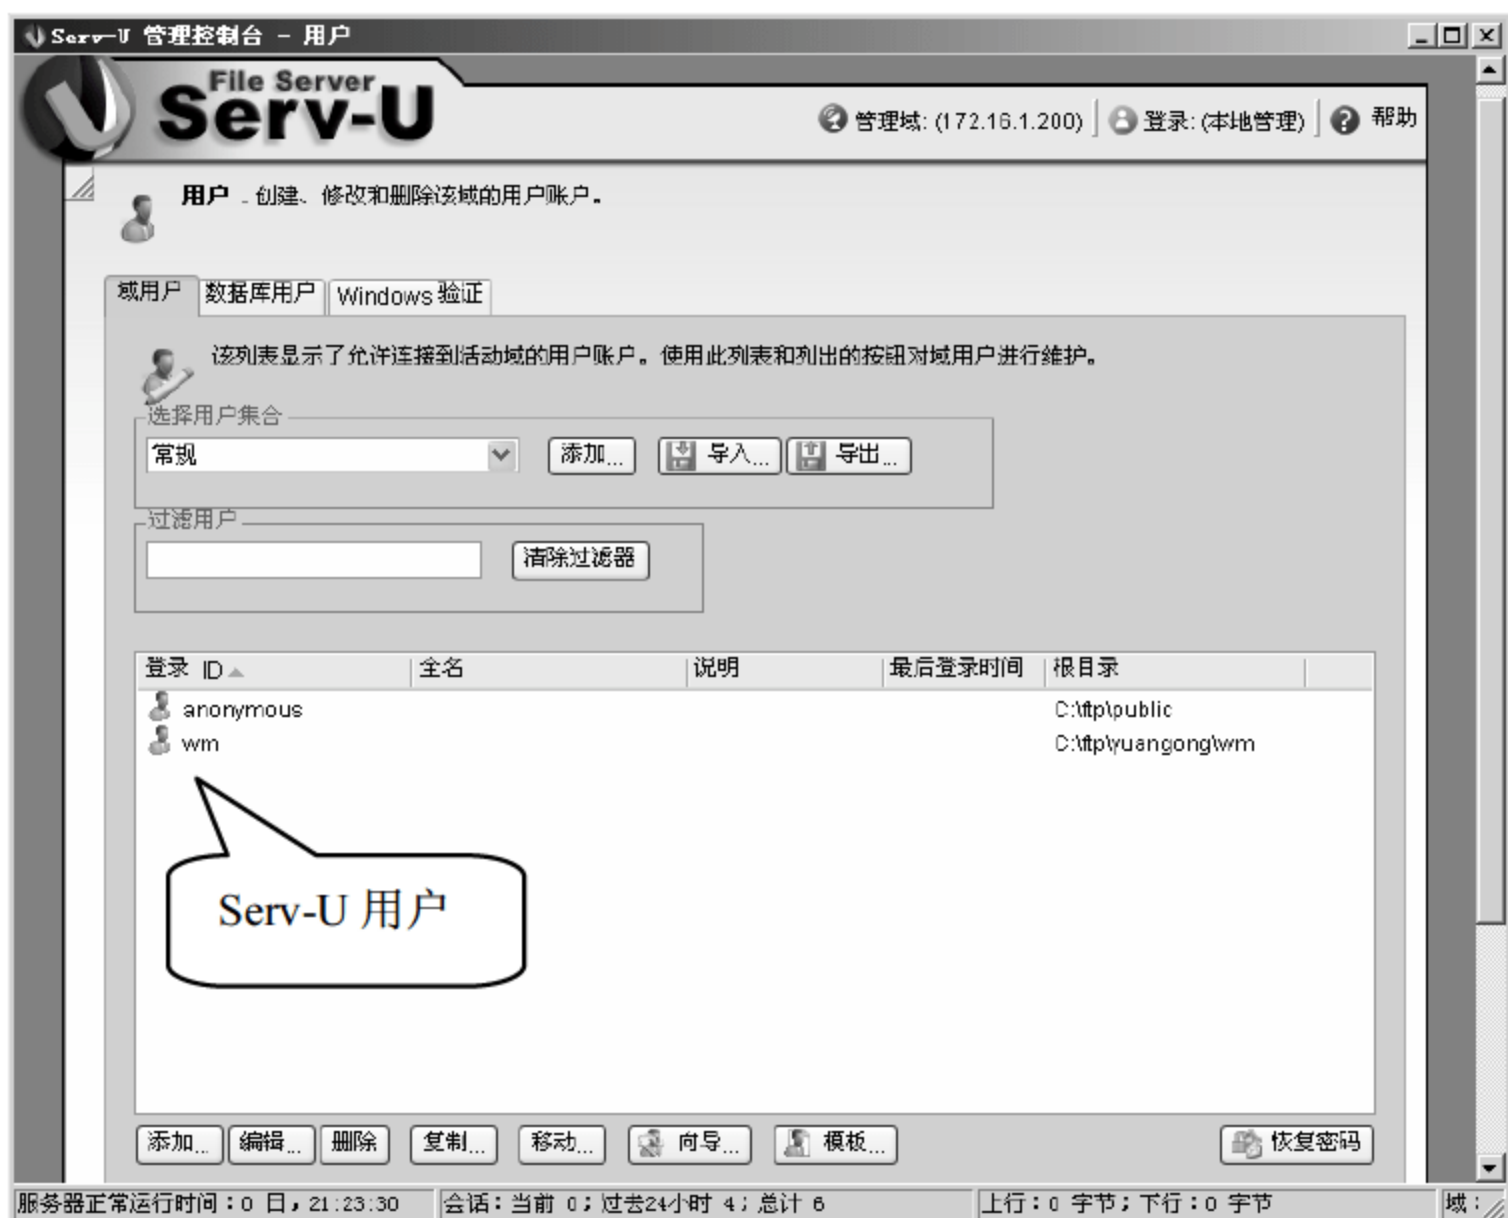 Serv-U 管理控制台 - 用户
File Server
Serv-U
管理域: (172.16.1.200) 登录: (本地管理) 帮助
用户 - 创建、修改和删除该域的用户账户。
域用户 数据库用户 Windows 验证
该列表显示了允许连接到活动域的用户账户。使用此列表和列出的按钮对域用户进行维护。
选择用户集合
常规 添加... 导入... 导出...
过滤用户
清除过滤器
登录 ID 全名 说明 最后登录时间 根目录
anonymous C:\ftp\public
wm C:\ftp\yuangong\wm
Serv-U 用户
添加... 编辑... 删除 复制... 移动... 向导... 模板... 恢复密码
服务器正常运行时间：0 日，21:23:30 会话：当前 0；过去24小时 4；总计 6 上行：0 字节；下行：0 字节 域：